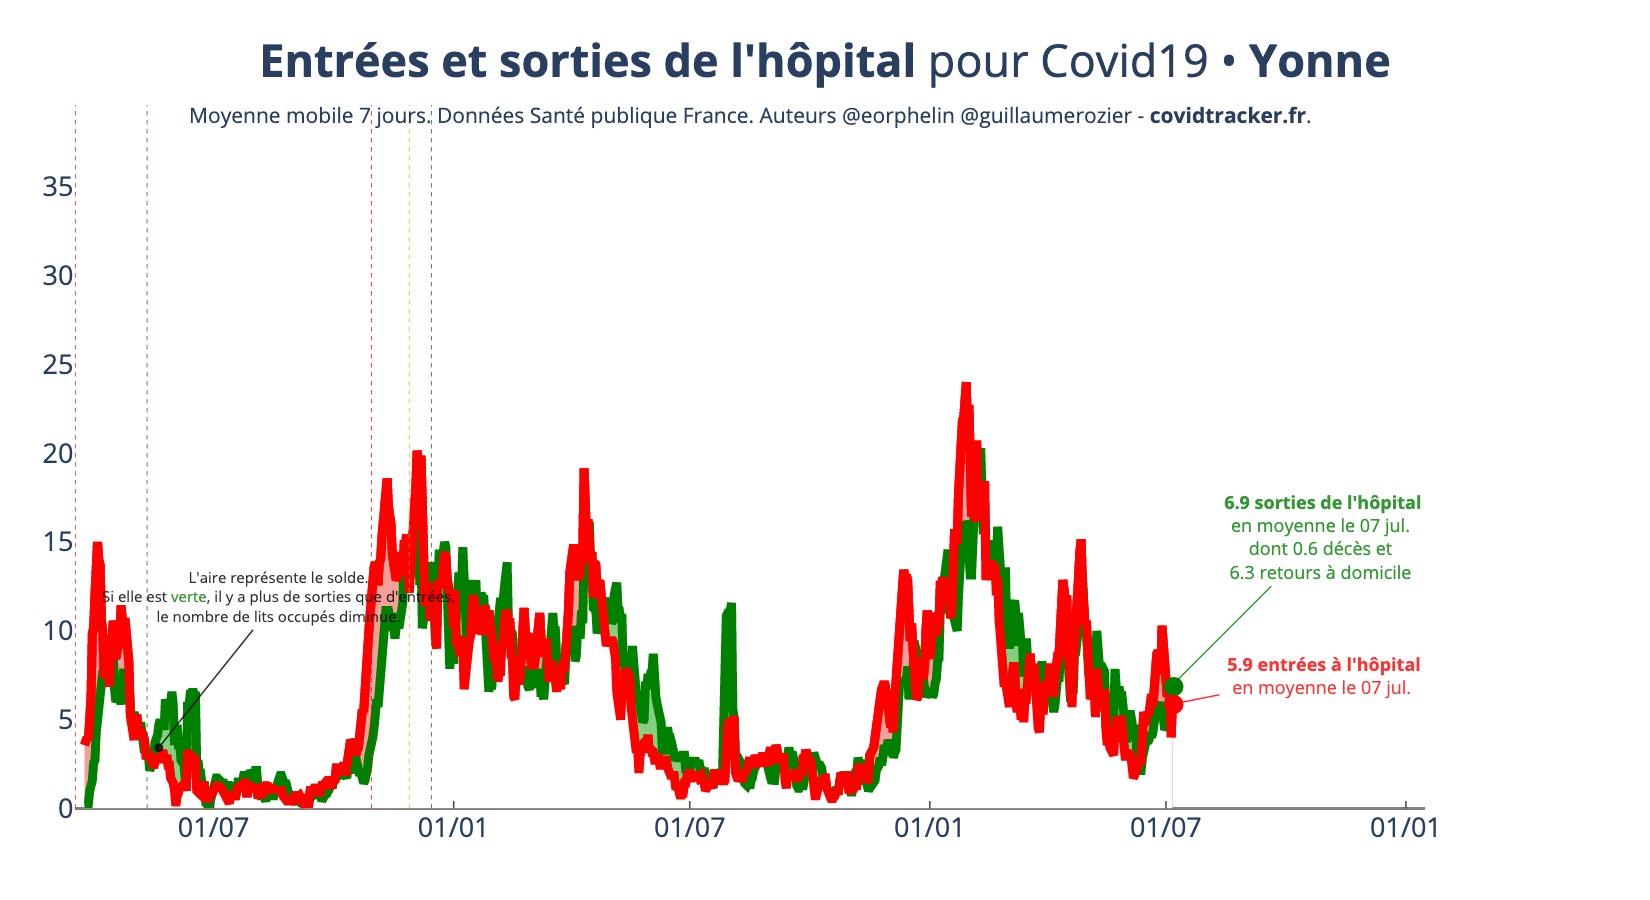 Entrées et sorties de l'hôpital pour Covid19 • Yonne
Moyenne mobile 7 jours. Données Santé publique France. Auteurs @eorphelin @guillaumerozier - covidtracker.fr.
35
30
25
20
15
10
5
0
L'aire représente le solde.
Si elle est verte, il y a plus de sorties que d'entrées,
le nombre de lits occupés diminue.
6.9 sorties de l'hôpital
en moyenne le 07 jul.
dont 0.6 décès et
6.3 retours à domicile
5.9 entrées à l'hôpital
en moyenne le 07 jul.
01/07 01/01 01/07 01/01 01/07 01/01